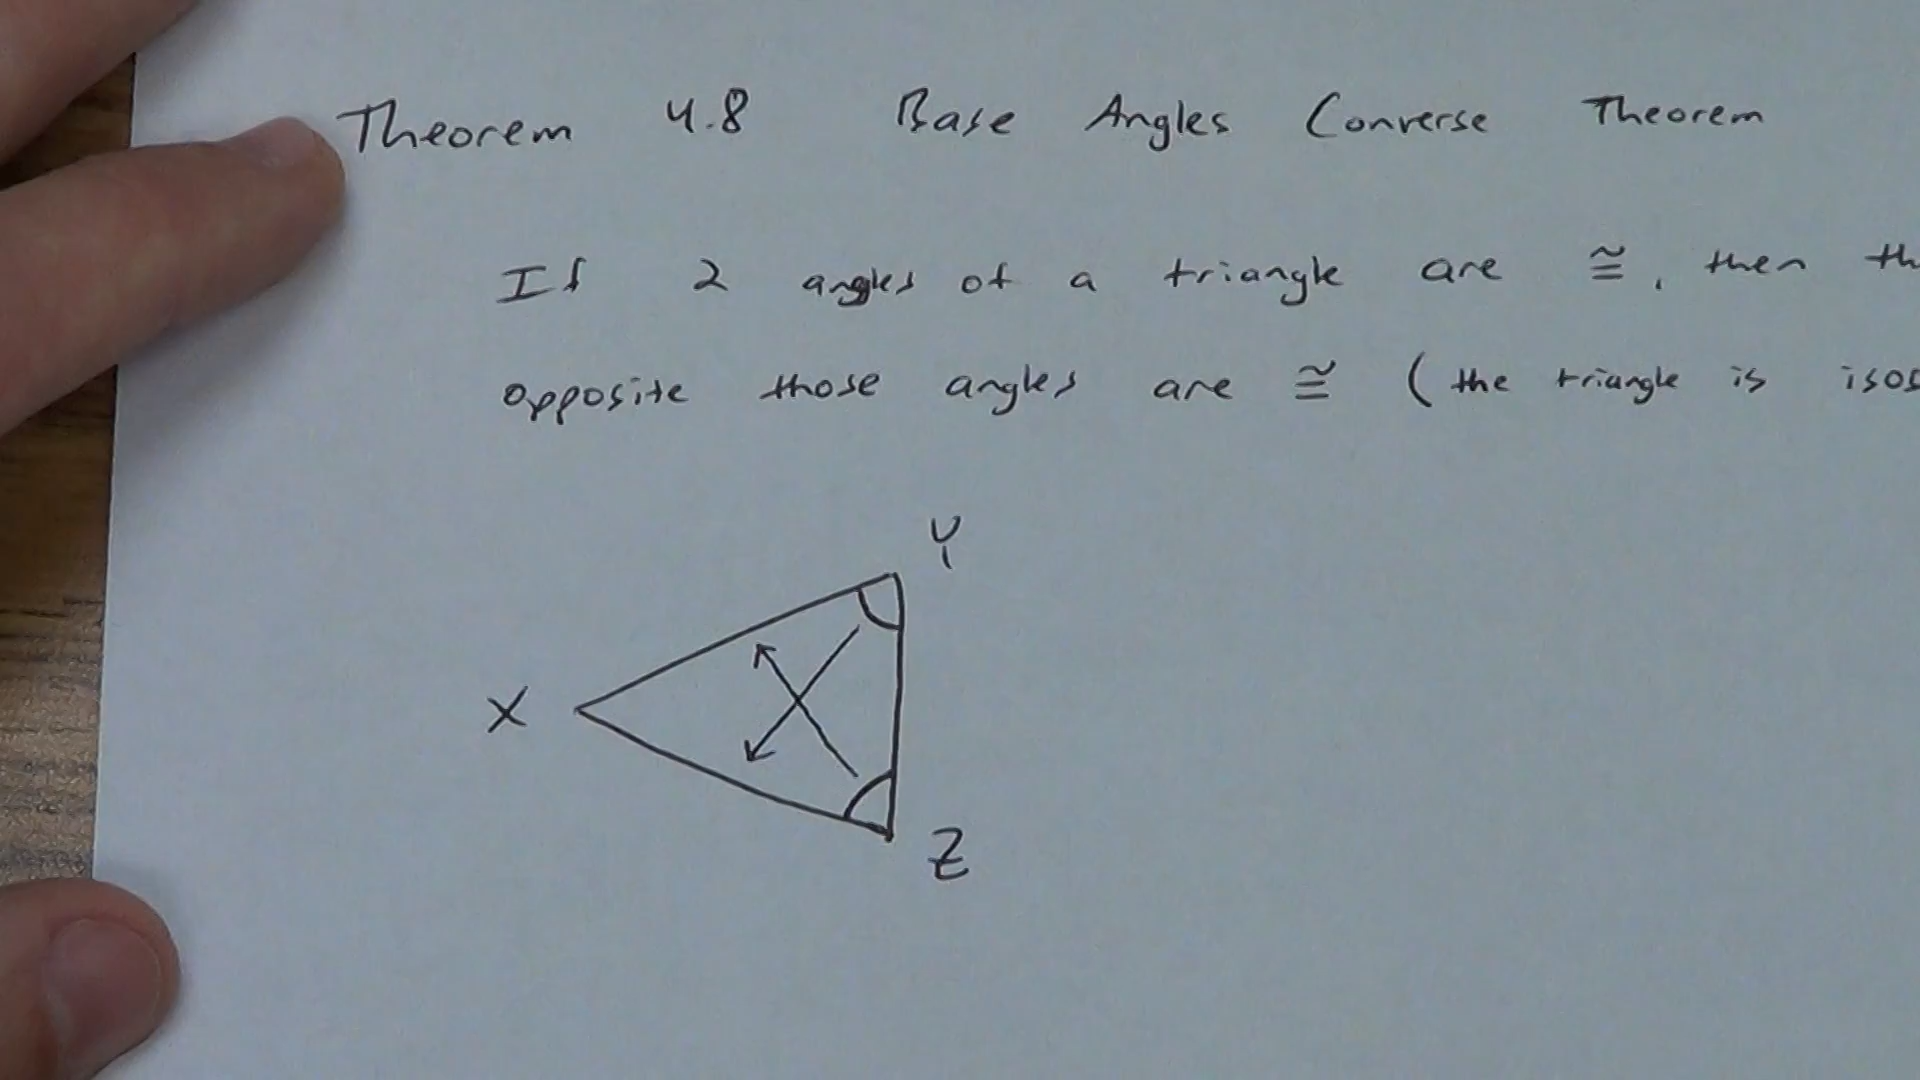 Theorem 4.8 Base Angles Converse Theorem
If 2 angles of a triangle are ≅, then th
opposite those angles are ≅ (the triangle is isos
Y
X
Z